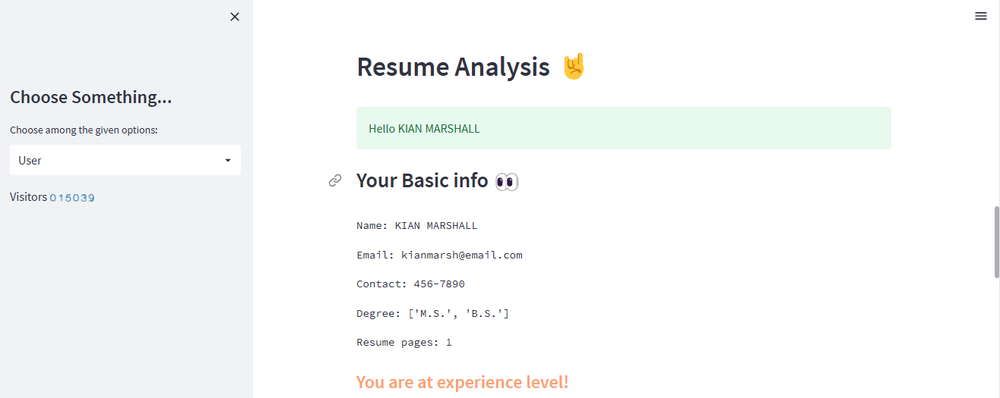 Choose Something...
Choose among the given options:
User
Visitors 015039
Resume Analysis 🤘
Hello KIAN MARSHALL
Your Basic info 👀
Name: KIAN MARSHALL
Email: kianmarsh@email.com
Contact: 456-7890
Degree: ['M.S.', 'B.S.']
Resume pages: 1
You are at experience level!